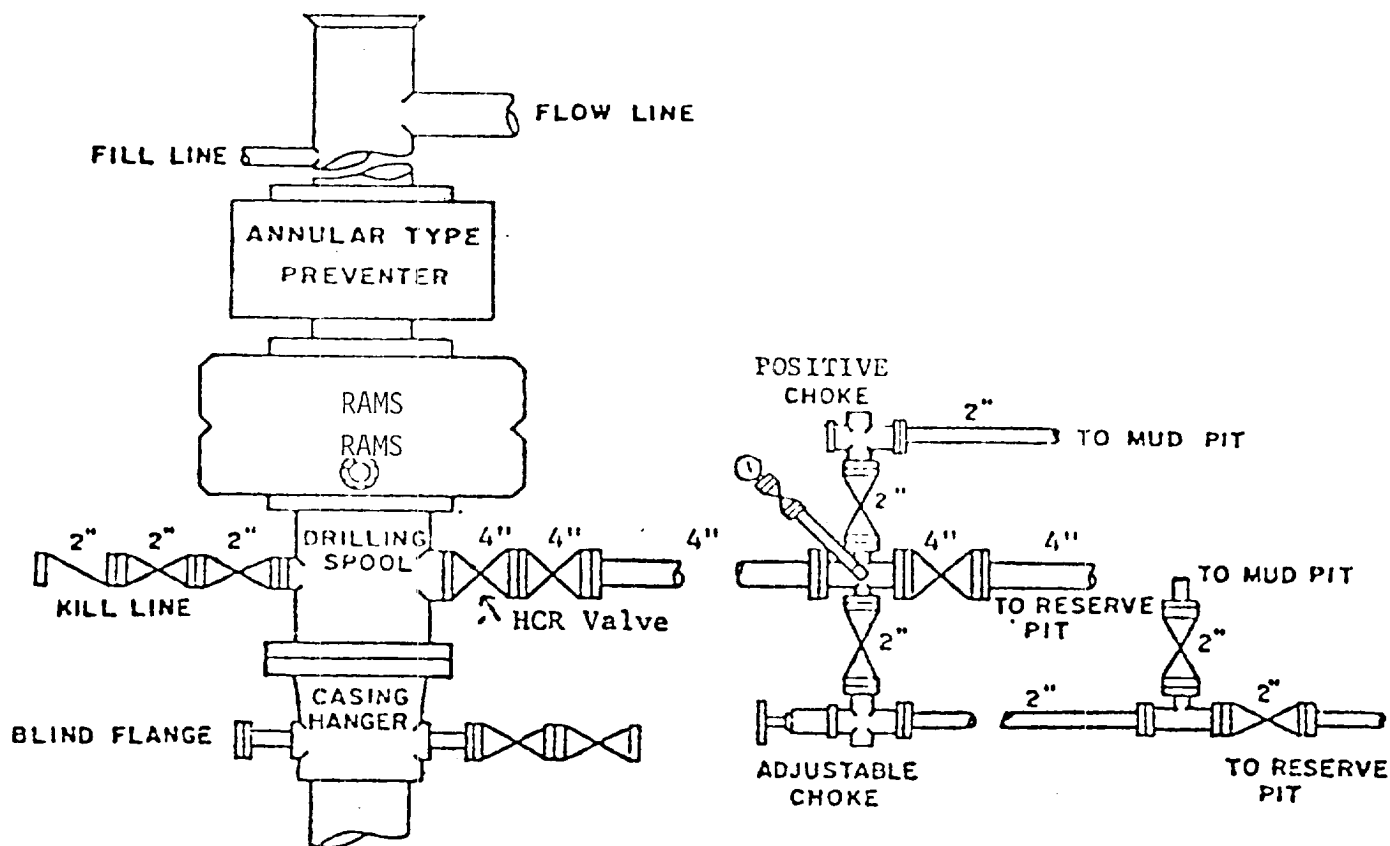 FLOW LINE
FILL LINE
ANNULAR TYPE
PREVENTER
RAMS
RAMS
POSITIVE
CHOKE
2"
TO MUD PIT
2"
2" 2" 2"
DRILLING
SPOOL
4" 4" 4"
4" 4"
KILL LINE
HCR Valve
TO RESERVE
PIT
TO MUD PIT
2"
2"
CASING
HANGER
BLIND FLANGE
2" 2"
ADJUSTABLE
CHOKE
TO RESERVE
PIT